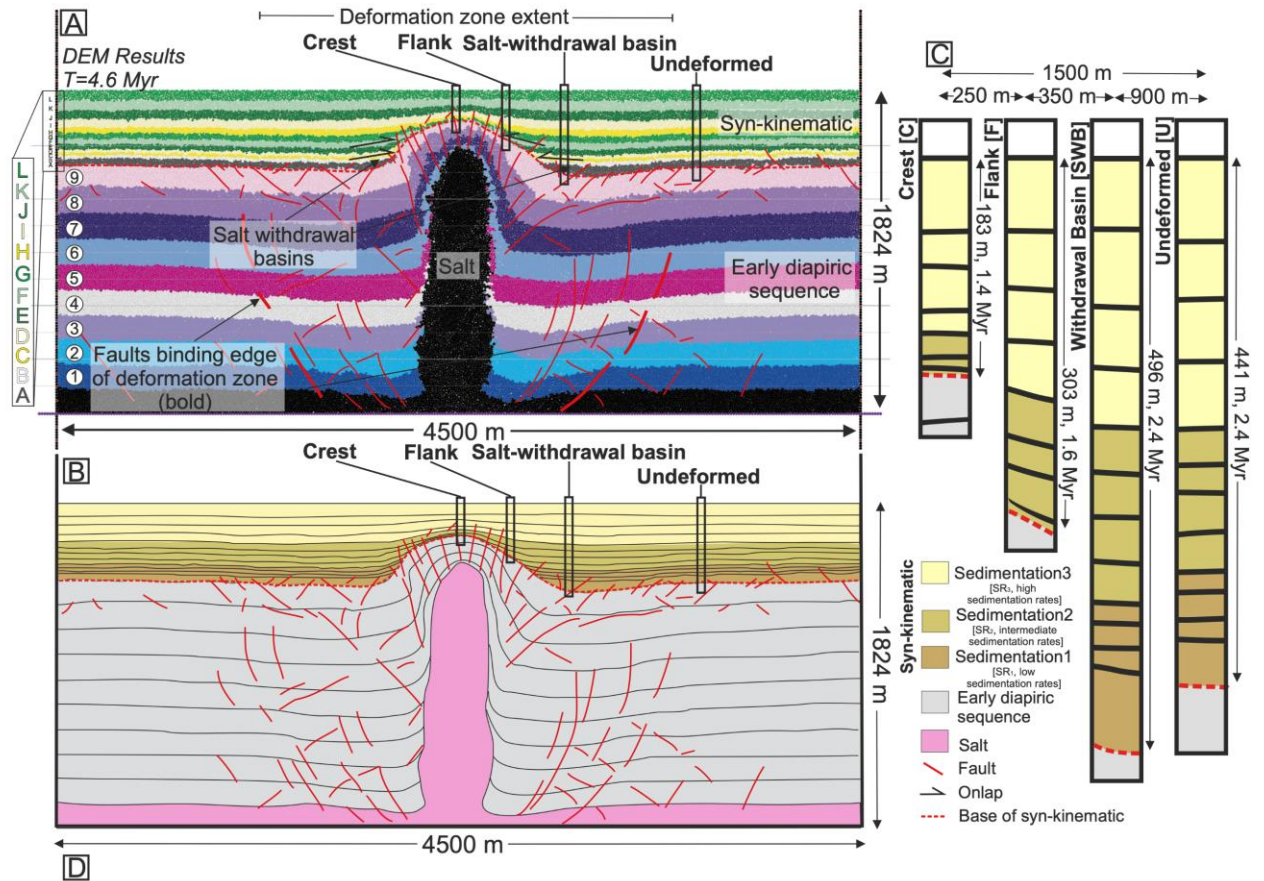 A
Deformation zone extent
DEM Results
T=4.6 Myr
Crest
Flank
Salt-withdrawal basin
Undeformed
Syn-kinematic
L
K
J
I
H
G
F
E
D
C
B
A
9
8
7
6
5
4
3
2
1
Salt withdrawal
basins
Salt
Early diapiric
sequence
Faults binding edge
of deformation zone
(bold)
1824 m
4500 m
B
Crest
Flank
Salt-withdrawal basin
Undeformed
1824 m
4500 m
D
C
1500 m
250 m
350 m
900 m
Crest [C]
Flank [F]
Withdrawal Basin [SWB]
Undeformed [U]
183 m, 1.4 Myr
303 m, 1.6 Myr
496 m, 2.4 Myr
441 m, 2.4 Myr
Syn-kinematic
Sedimentation3
[SR₃, high
sedimentation rates]
Sedimentation2
[SR₂, intermediate
sedimentation rates]
Sedimentation1
[SR₁, low
sedimentation rates]
Early diapiric
sequence
Salt
Fault
Onlap
Base of syn-kinematic